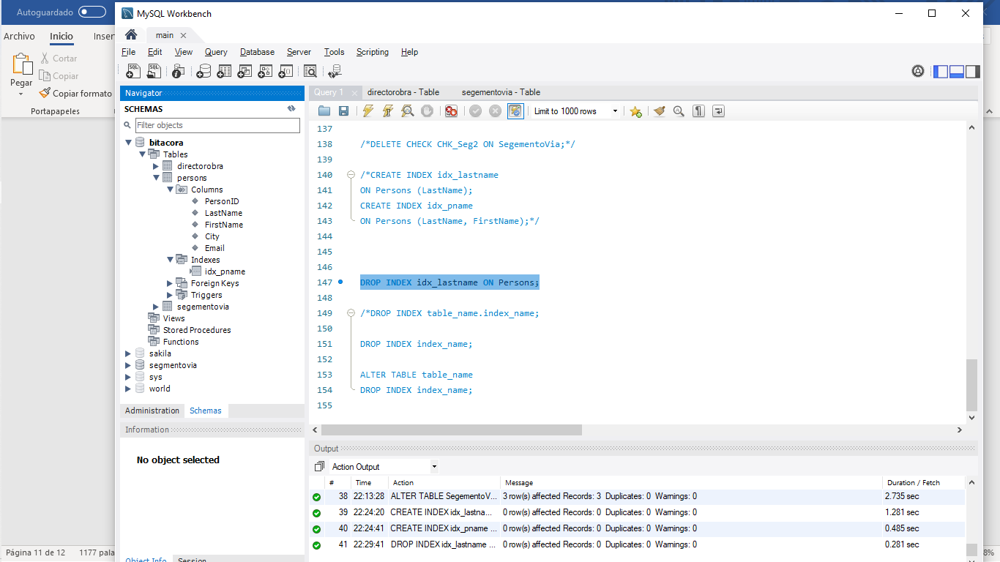 Autoguardado
MySQL Workbench
Archivo Inicio Inser
main
File Edit View Query Database Server Tools Scripting Help
Cortar
Copiar
Pegar
Copiar formato
Portapapeles
Navigator
SCHEMAS
Filter objects
bitacora
Tables
directorobra
persons
Columns
PersonID
LastName
FirstName
City
Email
Indexes
idx_pname
Foreign Keys
Triggers
segementovia
Views
Stored Procedures
Functions
sakila
segmentovia
sys
world
Administration Schemas
Information
No object selected
Object Info Session
Query 1 directorobra - Table segementovia - Table
Limit to 1000 rows
137
138 /*DELETE CHECK CHK_Seg2 ON SegementoVia;*/
139
140 /*CREATE INDEX idx_lastname
141 ON Persons (LastName);
142 CREATE INDEX idx_pname
143 ON Persons (LastName, FirstName);*/
144
145
146
147 DROP INDEX idx_lastname ON Persons;
148
149 /*DROP INDEX table_name.index_name;
150
151 DROP INDEX index_name;
152
153 ALTER TABLE table_name
154 DROP INDEX index_name;
155
Output
Action Output
# Time Action Message Duration / Fetch
38 22:13:28 ALTER TABLE SegementoV... 3 row(s) affected Records: 3 Duplicates: 0 Warnings: 0 2.735 sec
39 22:24:20 CREATE INDEX idx_lastna... 0 row(s) affected Records: 0 Duplicates: 0 Warnings: 0 1.281 sec
40 22:24:41 CREATE INDEX idx_pname ... 0 row(s) affected Records: 0 Duplicates: 0 Warnings: 0 0.485 sec
41 22:29:41 DROP INDEX idx_lastname ... 0 row(s) affected Records: 0 Duplicates: 0 Warnings: 0 0.281 sec
Página 11 de 12 1177 pala
8%